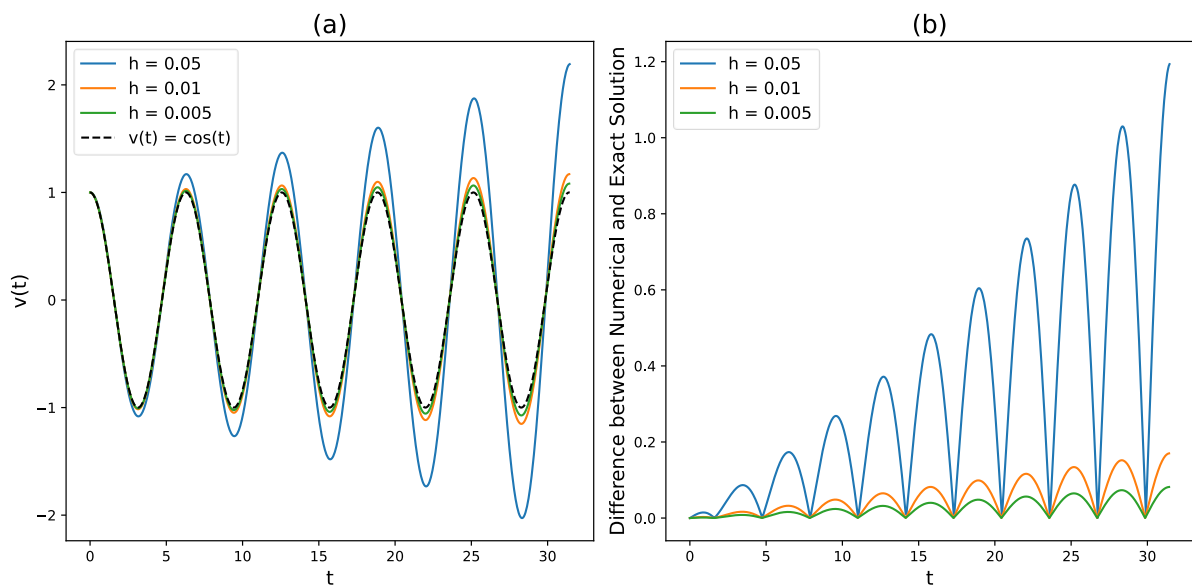 (a)
h = 0.05
h = 0.01
h = 0.005
v(t) = cos(t)
v(t)
2
1
0
−1
−2
0 5 10 15 20 25 30
t
(b)
h = 0.05
h = 0.01
h = 0.005
Difference between Numerical and Exact Solution
1.2
1.0
0.8
0.6
0.4
0.2
0.0
0 5 10 15 20 25 30
t